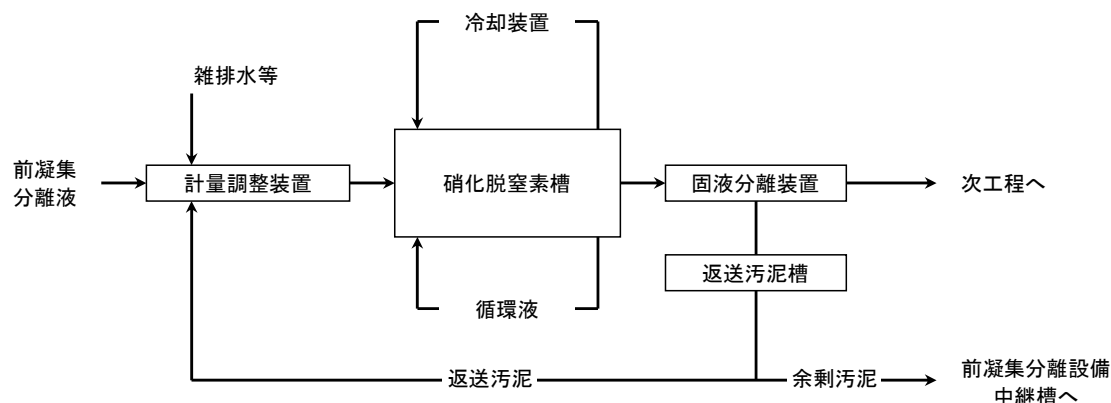 冷却装置
雑排水等
前凝集
分離液
計量調整装置
硝化脱窒素槽
固液分離装置
次工程へ
返送汚泥槽
循環液
返送汚泥
余剰汚泥
前凝集分離設備
中継槽へ